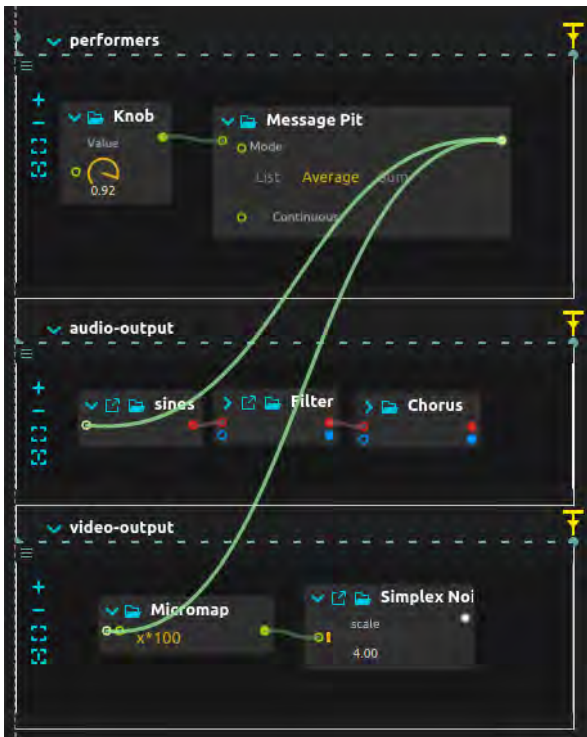 performers
Knob
Value
0.92
Message Pit
Mode
List Average Sum
Continuous
audio-output
sines
Filter
Chorus
video-output
Micromap
x*100
Simplex Noi
scale
4.00